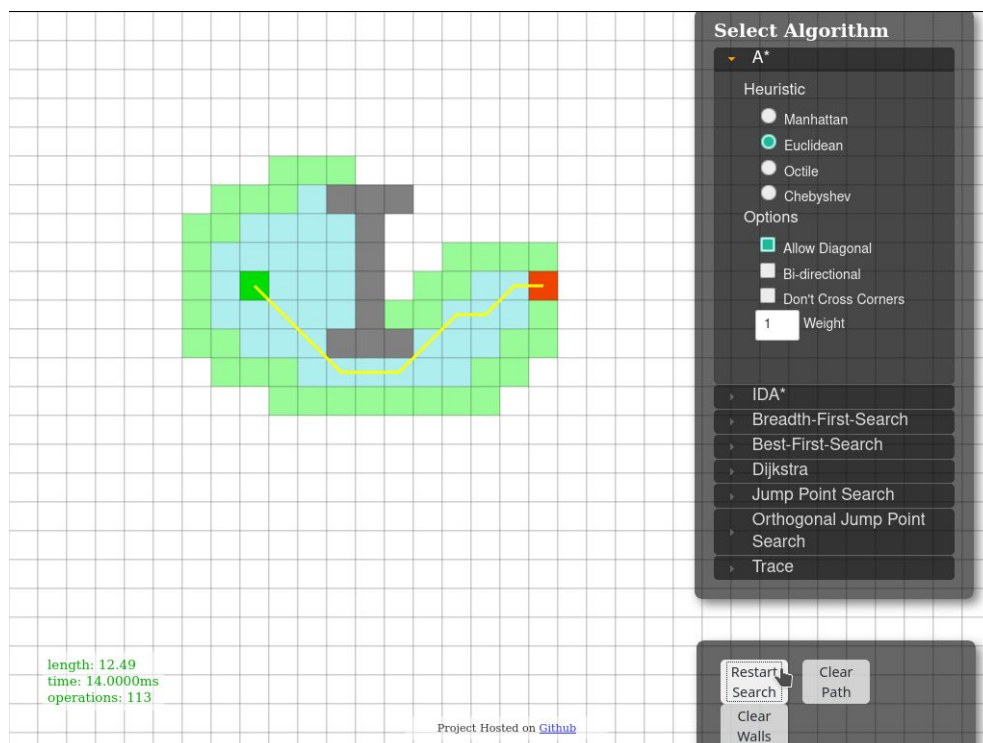 Select Algorithm
A*
Heuristic
Manhattan
Euclidean
Octile
Chebyshev
Options
Allow Diagonal
Bi-directional
Don't Cross Corners
1 Weight
IDA*
Breadth-First-Search
Best-First-Search
Dijkstra
Jump Point Search
Orthogonal Jump Point
Search
Trace
length: 12.49
time: 14.0000ms
operations: 113
Project Hosted on Github
Restart
Search
Clear
Path
Clear
Walls